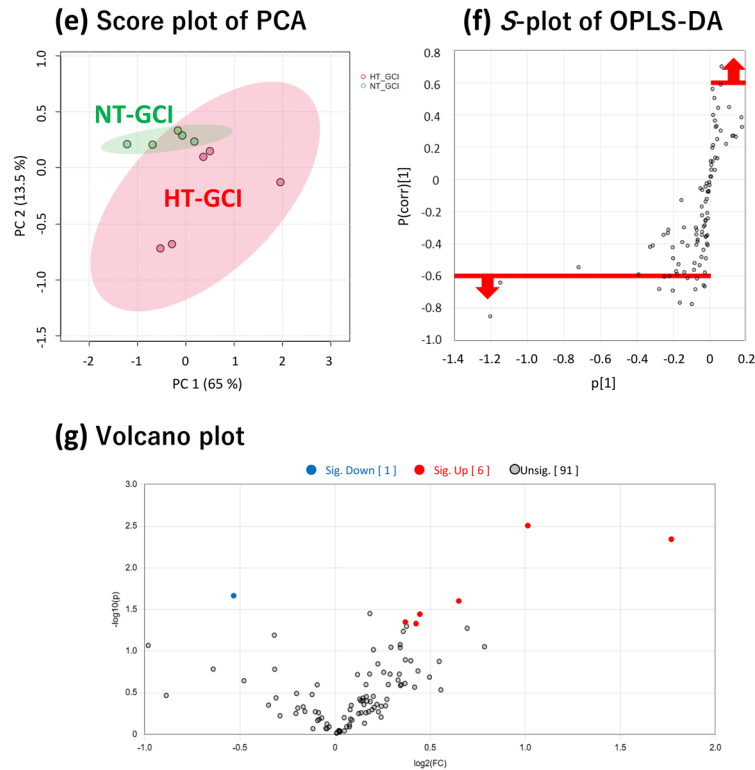 (e) Score plot of PCA
HT_GCI
NT_GCI
NT-GCI
HT-GCI
1.0
0.5
0.0
-0.5
-1.0
-1.5
PC 2 (13.5 %)
-2 -1 0 1 2 3
PC 1 (65 %)
(f) S-plot of OPLS-DA
0.8
0.6
0.4
0.2
0
-0.2
-0.4
-0.6
-0.8
-1.0
P(corr)[1]
-1.4 -1.2 -1.0 -0.8 -0.6 -0.4 -0.2 0 0.2
p[1]
(g) Volcano plot
Sig. Down [ 1 ] Sig. Up [ 6 ] Unsig. [ 91 ]
3.0
2.5
2.0
1.5
1.0
0.5
0.0
-log10(p)
-1.0 -0.5 0 0.5 1.0 1.5 2.0
log2(FC)